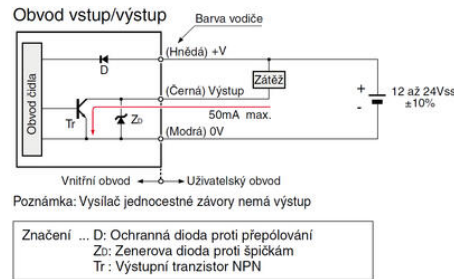 Obvod vstup/výstup
Barva vodiče
(Hnědá) +V
D
(Černá) Výstup
Zátěž
Obvod čidla
Tr
ZD
50mA max.
+
-
12 až 24Vss
±10%
(Modrá) 0V
Vnitřní obvod
Uživatelský obvod
Poznámka: Vysílač jednocestné závory nemá výstup
Značení ... D: Ochranná dioda proti přepólování
ZD: Zenerova dioda proti špičkám
Tr : Výstupní tranzistor NPN